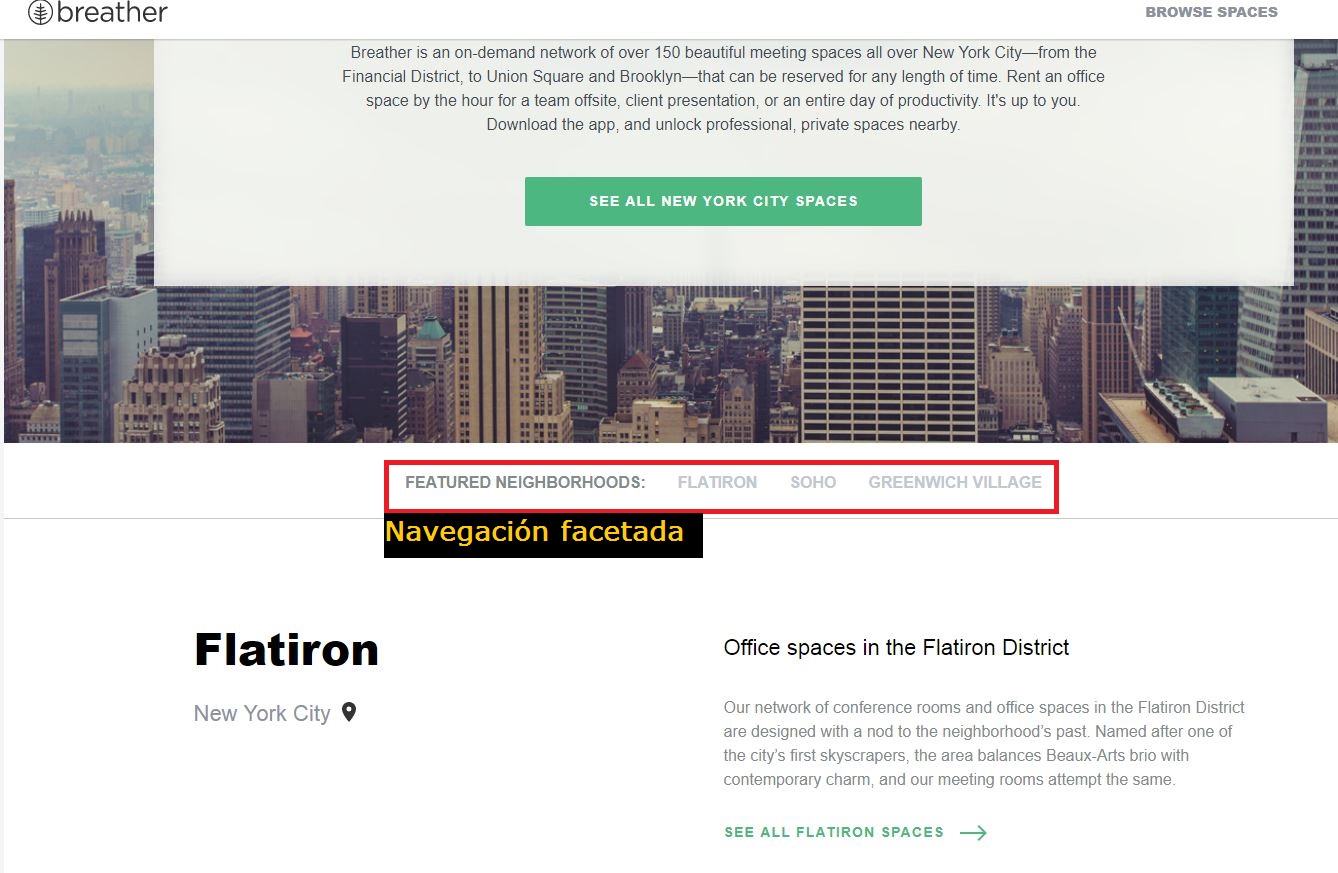 breather
BROWSE SPACES
Breather is an on-demand network of over 150 beautiful meeting spaces all over New York City—from the
Financial District, to Union Square and Brooklyn—that can be reserved for any length of time. Rent an office
space by the hour for a team offsite, client presentation, or an entire day of productivity. It's up to you.
Download the app, and unlock professional, private spaces nearby.
SEE ALL NEW YORK CITY SPACES
FEATURED NEIGHBORHOODS: FLATIRON SOHO GREENWICH VILLAGE
Navegación facetada
Flatiron
New York City
Office spaces in the Flatiron District
Our network of conference rooms and office spaces in the Flatiron District
are designed with a nod to the neighborhood’s past. Named after one of
the city’s first skyscrapers, the area balances Beaux-Arts brio with
contemporary charm, and our meeting rooms attempt the same.
SEE ALL FLATIRON SPACES